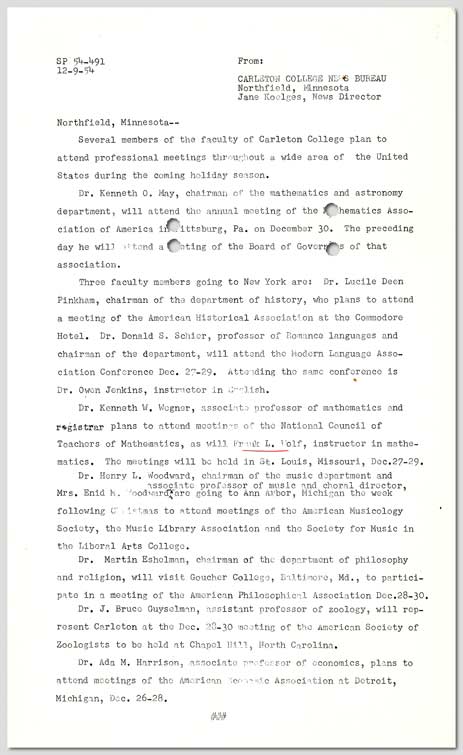 SP 54-491
12-9-54
From:
CARLETON COLLEGE NEWS BUREAU
Northfield, Minnesota
Jane Koelges, News Director
Northfield, Minnesota--
Several members of the faculty of Carleton College plan to
attend professional meetings throughout a wide area of the United
States during the coming holiday season.
Dr. Kenneth O. May, chairman of the mathematics and astronomy
department, will attend the annual meeting of the hematics Asso-
ciation of America in ittsburg, Pa. on December 30. The preceding
day he will attend a eting of the Board of Governs of that
association.
Three faculty members going to New York are: Dr. Lucile Deen
Pinkham, chairman of the department of history, who plans to attend
a meeting of the American Historical Association at the Commodore
Hotel. Dr. Donald S. Schier, professor of Romance languages and
chairman of the department, will attend the Modern Language Asso-
ciation Conference Dec. 27-29. Attending the same conference is
Dr. Owen Jenkins, instructor in English.
Dr. Kenneth W. Wegner, associate professor of mathematics and
registrar plans to attend meetings of the National Council of
Teachers of Mathematics, as will Frank L. Wolf, instructor in mathe-
matics. The meetings will be held in St. Louis, Missouri, Dec.27-29.
Dr. Henry L. Woodward, chairman of the music department and
associate professor of music and choral director,
Mrs. Enid h. Woodward are going to Ann Arbor, Michigan the week
following Christmas to attend meetings of the American Musicology
Society, the Music Library Association and the Society for Music in
the Liberal Arts College.
Dr. Martin Eshelman, chairman of the department of philosophy
and religion, will visit Goucher College, Baltimore, Md., to partici-
pate in a meeting of the American Philosophical Association Dec.28-30.
Dr. J. Bruce Guyselman, assistant professor of zoology, will rep-
resent Carleton at the Dec. 28-30 meeting of the American Society of
Zoologists to be held at Chapel Hill, North Carolina.
Dr. Ada M. Harrison, associate professor of economics, plans to
attend meetings of the American Economic Association at Detroit,
Michigan, Dec. 26-28.
###